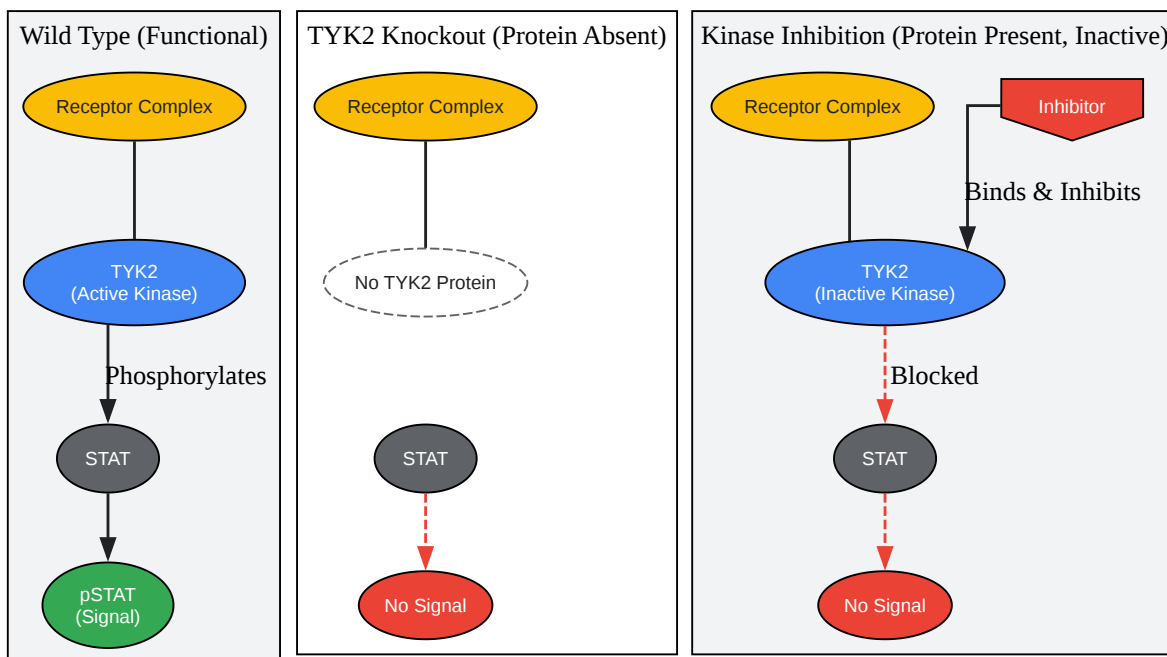 Wild Type (Functional)
Receptor Complex
TYK2
(Active Kinase)
Phosphorylates
STAT
pSTAT
(Signal)
TYK2 Knockout (Protein Absent)
Receptor Complex
No TYK2 Protein
STAT
No Signal
Kinase Inhibition (Protein Present, Inactive)
Receptor Complex
Inhibitor
Binds & Inhibits
TYK2
(Inactive Kinase)
Blocked
STAT
No Signal